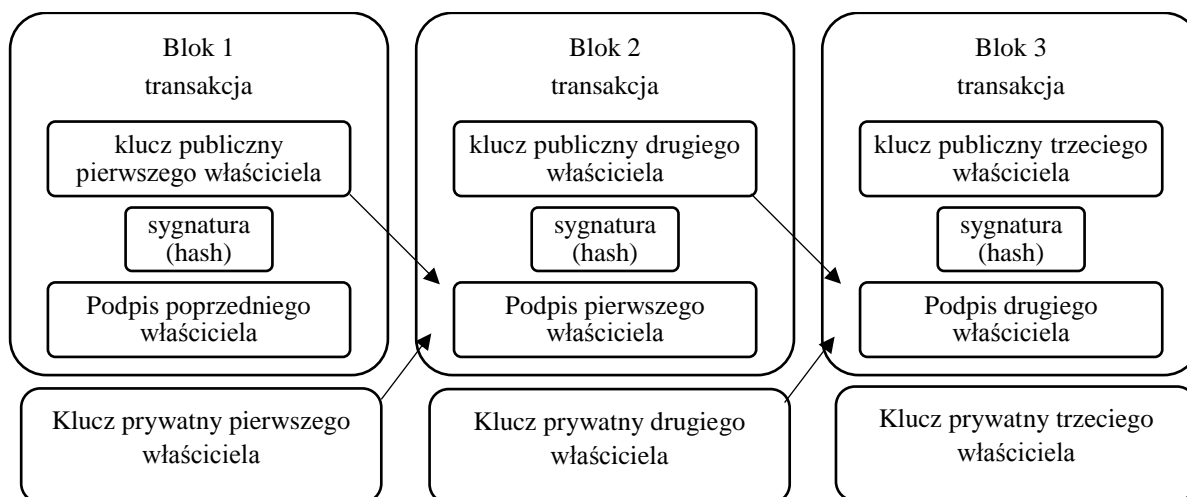 Blok 1
transakcja
klucz publiczny
pierwszego właściciela
sygnatura
(hash)
Podpis poprzedniego
właściciela
Klucz prywatny pierwszego
właściciela
Blok 2
transakcja
klucz publiczny drugiego
właściciela
sygnatura
(hash)
Podpis pierwszego
właściciela
Klucz prywatny drugiego
właściciela
Blok 3
transakcja
klucz publiczny trzeciego
właściciela
sygnatura
(hash)
Podpis drugiego
właściciela
Klucz prywatny trzeciego
właściciela